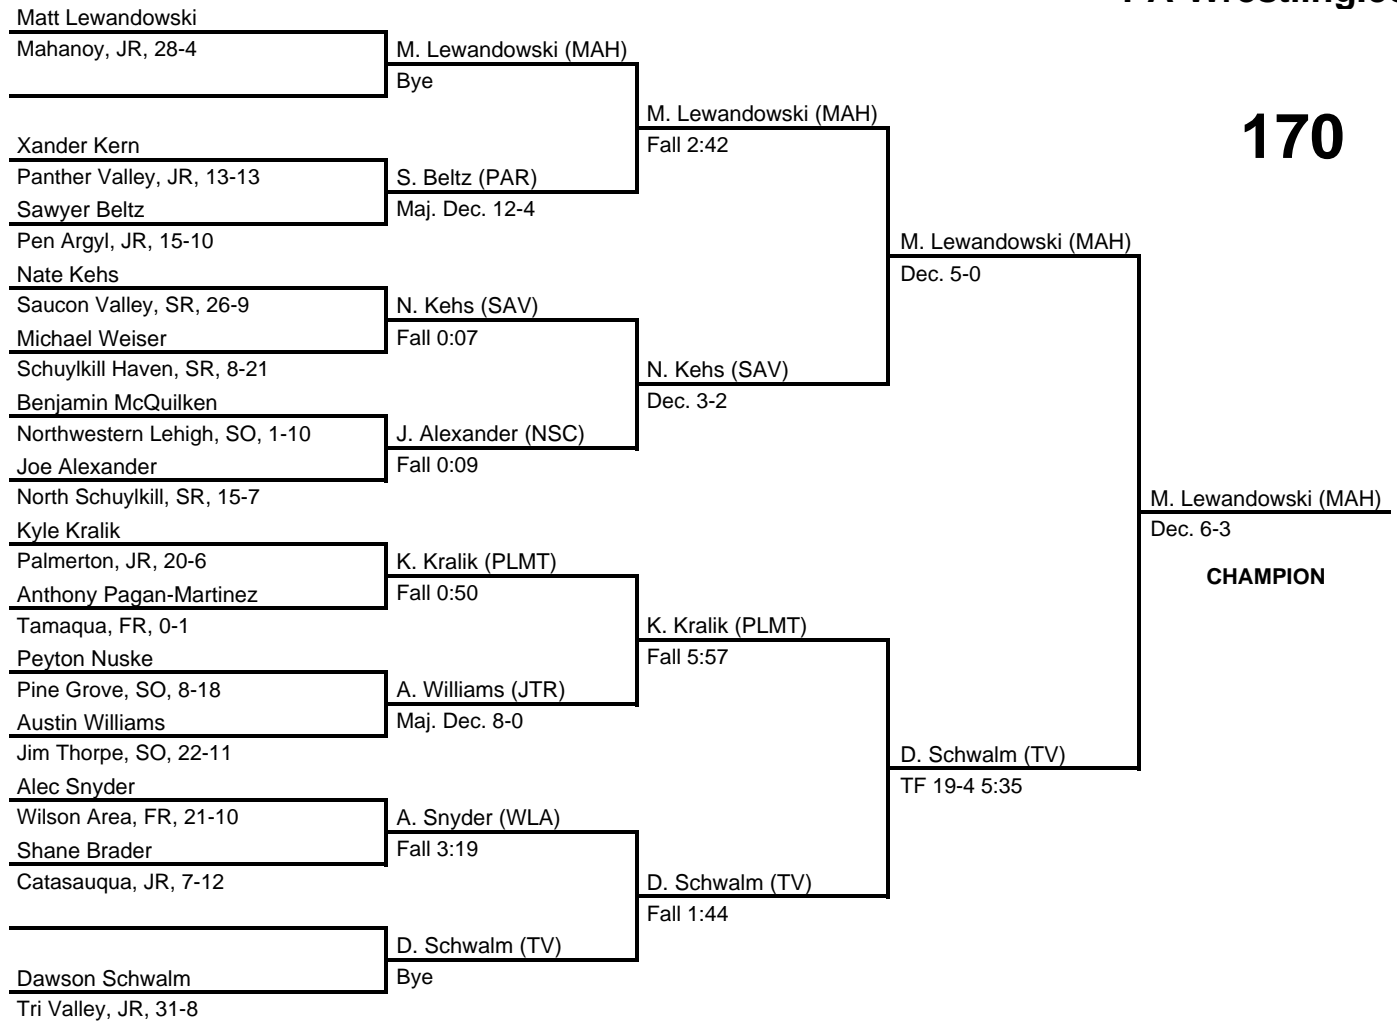 Matt Lewandowski
Mahanoy, JR, 28-4
Xander Kern
Panther Valley, JR, 13-13
Sawyer Beltz
Pen Argyl, JR, 15-10
Nate Kehs
Saucon Valley, SR, 26-9
Michael Weiser
Schuylkill Haven, SR, 8-21
Benjamin McQuilken
Northwestern Lehigh, SO, 1-10
Joe Alexander
North Schuylkill, SR, 15-7
Kyle Kralik
Palmerton, JR, 20-6
Anthony Pagan-Martinez
Tamaqua, FR, 0-1
Peyton Nuske
Pine Grove, SO, 8-18
Austin Williams
Jim Thorpe, SO, 22-11
Alec Snyder
Wilson Area, FR, 21-10
Shane Brader
Catasauqua, JR, 7-12
Dawson Schwalm
Tri Valley, JR, 31-8
M. Lewandowski (MAH)
Bye
S. Beltz (PAR)
Maj. Dec. 12-4
N. Kehs (SAV)
Fall 0:07
J. Alexander (NSC)
Fall 0:09
K. Kralik (PLMT)
Fall 0:50
A. Williams (JTR)
Maj. Dec. 8-0
A. Snyder (WLA)
Fall 3:19
D. Schwalm (TV)
Bye
M. Lewandowski (MAH)
Fall 2:42
N. Kehs (SAV)
Dec. 3-2
K. Kralik (PLMT)
Fall 5:57
D. Schwalm (TV)
Fall 1:44
M. Lewandowski (MAH)
Dec. 5-0
D. Schwalm (TV)
TF 19-4 5:35
170
M. Lewandowski (MAH)
Dec. 6-3
CHAMPION